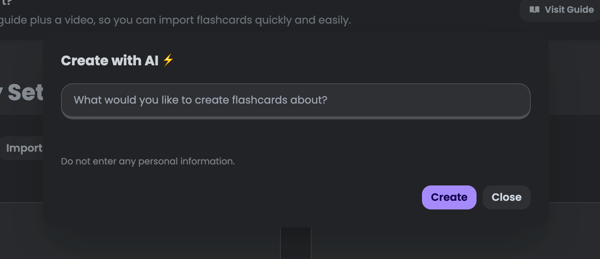 t?
guide plus a video, so you can import flashcards quickly and easily.
Visit Guide
Create with AI ⚡
y Set
What would you like to create flashcards about?
Import
Do not enter any personal information.
Create
Close